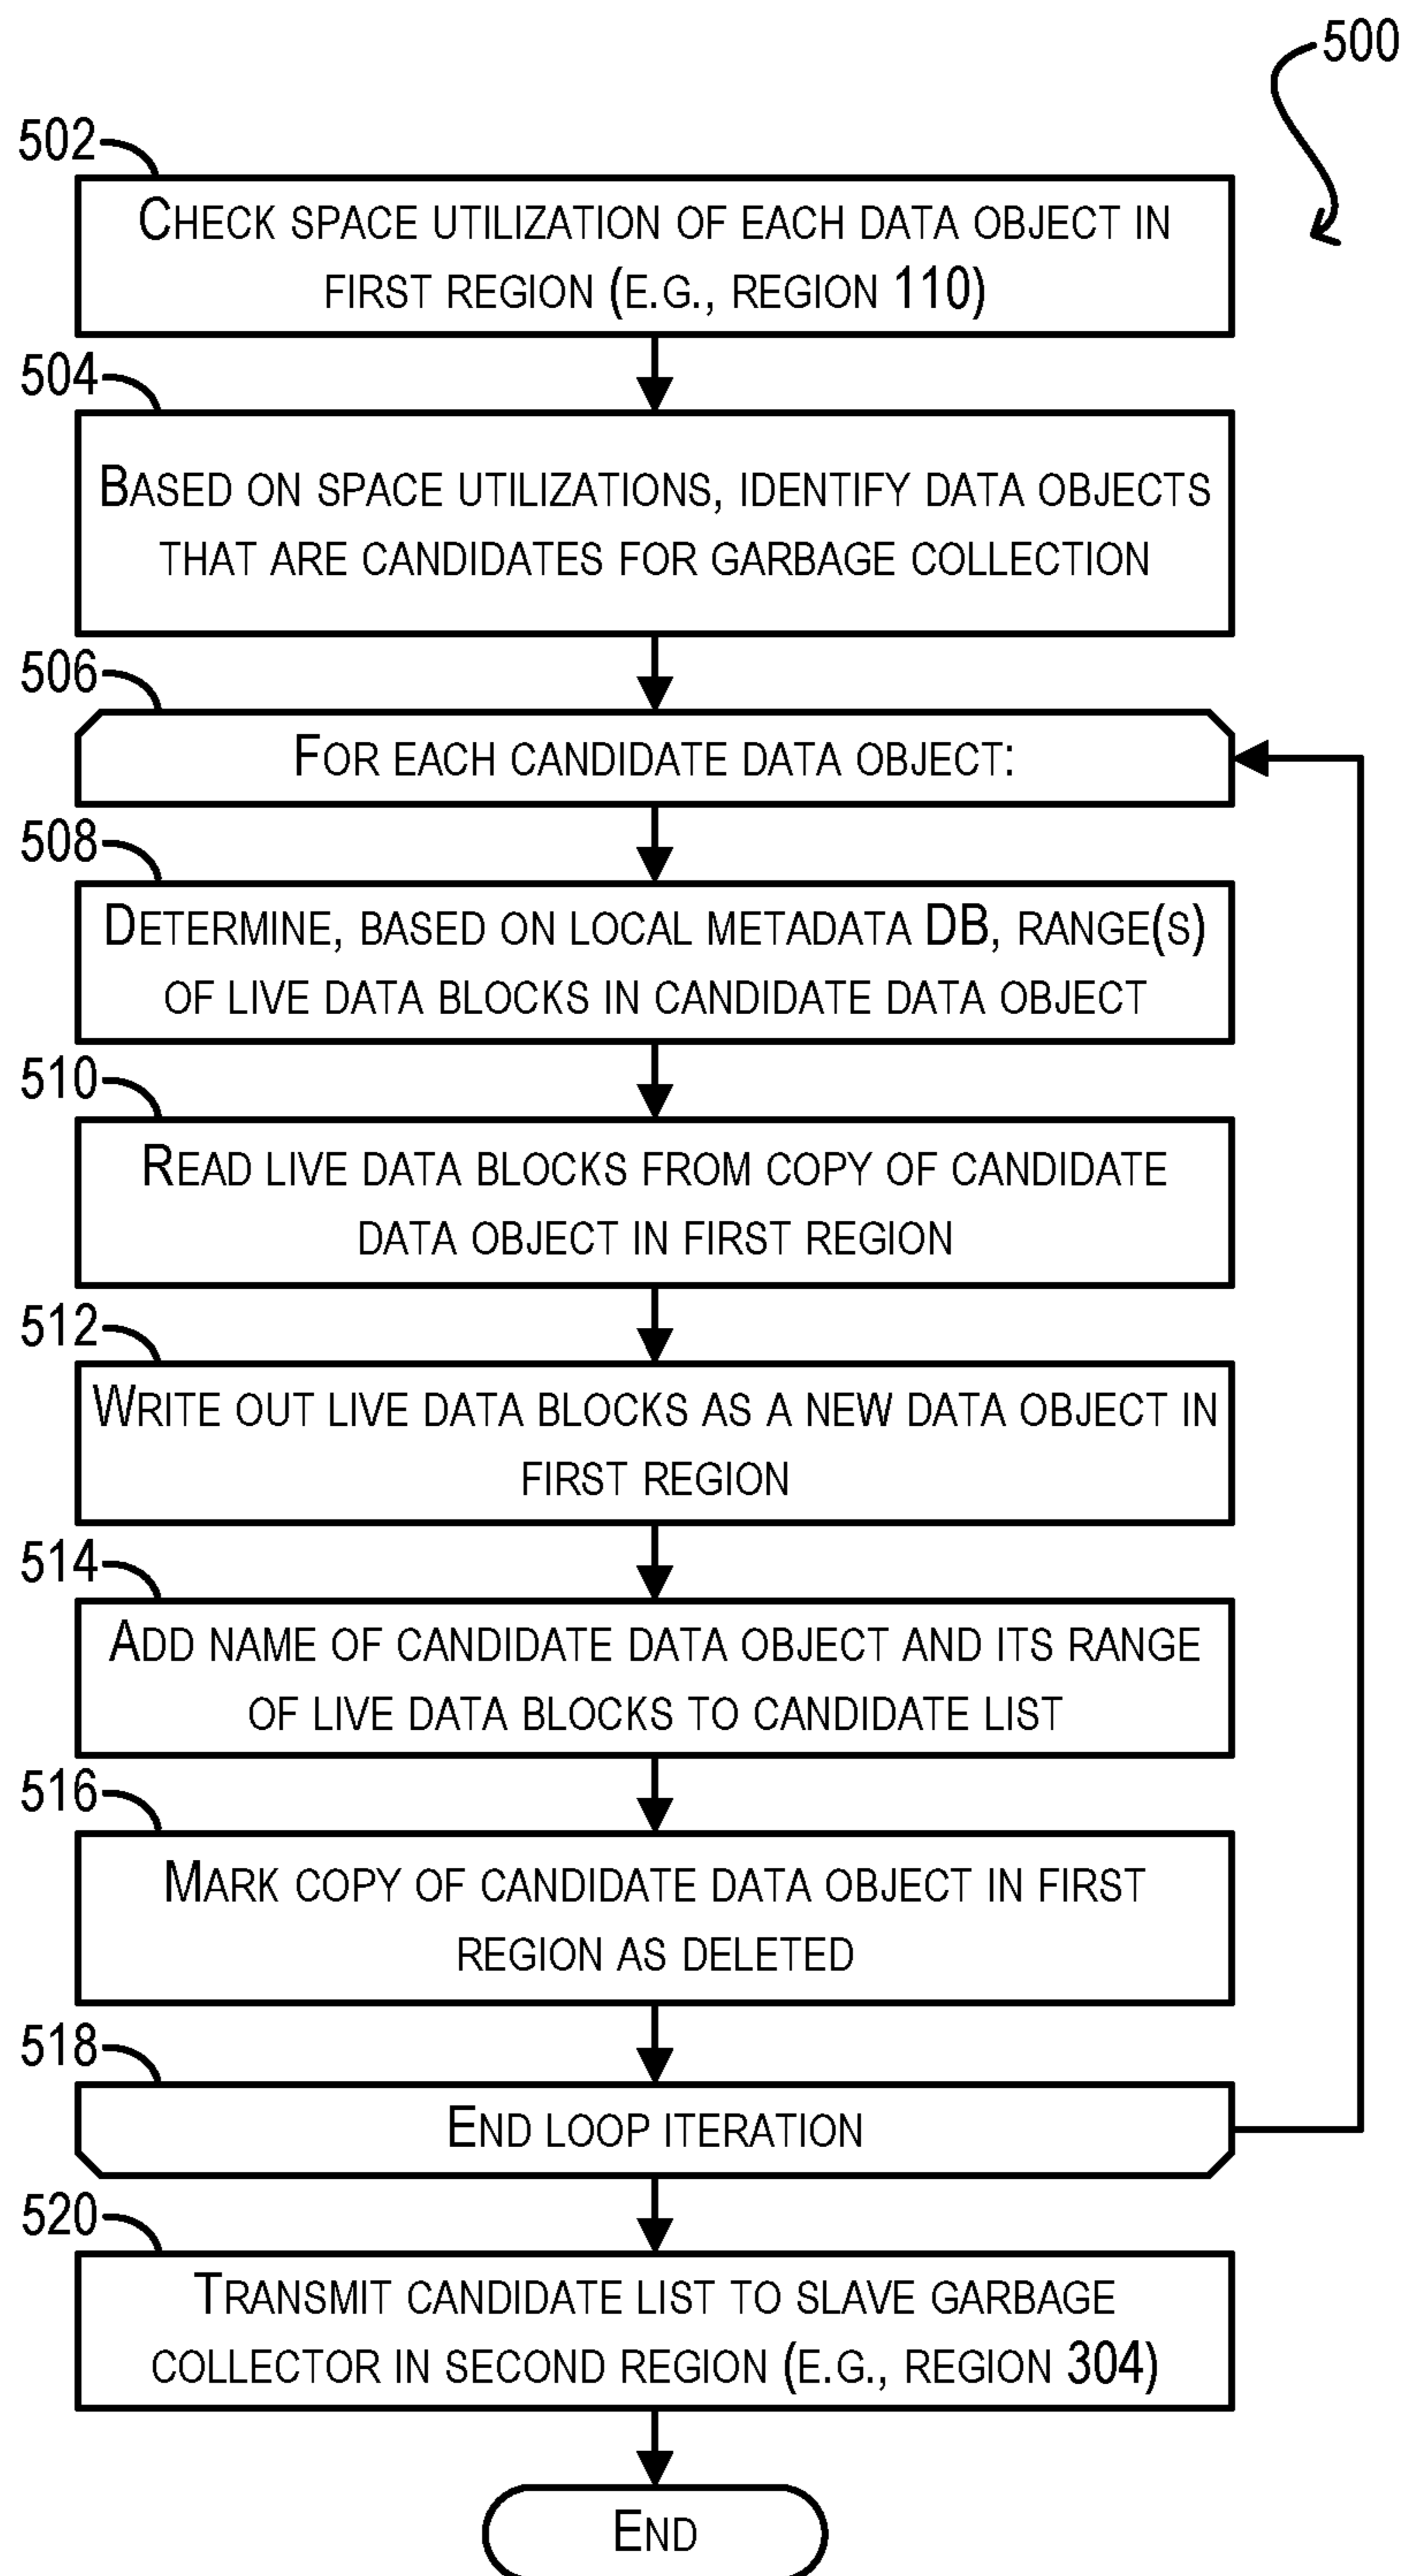 500
502
CHECK SPACE UTILIZATION OF EACH DATA OBJECT IN
FIRST REGION (E.G., REGION 110)
504
BASED ON SPACE UTILIZATIONS, IDENTIFY DATA OBJECTS
THAT ARE CANDIDATES FOR GARBAGE COLLECTION
506
FOR EACH CANDIDATE DATA OBJECT:
508
DETERMINE, BASED ON LOCAL METADATA DB, RANGE(S)
OF LIVE DATA BLOCKS IN CANDIDATE DATA OBJECT
510
READ LIVE DATA BLOCKS FROM COPY OF CANDIDATE
DATA OBJECT IN FIRST REGION
512
WRITE OUT LIVE DATA BLOCKS AS A NEW DATA OBJECT IN
FIRST REGION
514
ADD NAME OF CANDIDATE DATA OBJECT AND ITS RANGE
OF LIVE DATA BLOCKS TO CANDIDATE LIST
516
MARK COPY OF CANDIDATE DATA OBJECT IN FIRST
REGION AS DELETED
518
END LOOP ITERATION
520
TRANSMIT CANDIDATE LIST TO SLAVE GARBAGE
COLLECTOR IN SECOND REGION (E.G., REGION 304)
END